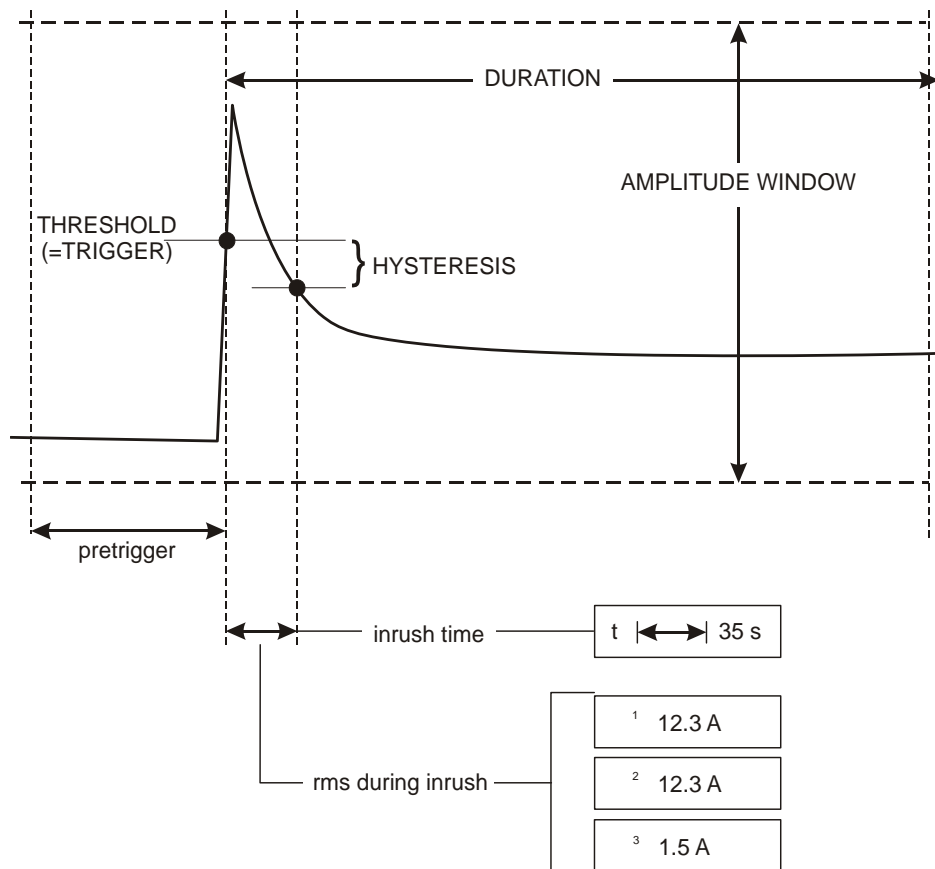 DURATION
AMPLITUDE WINDOW
THRESHOLD
(=TRIGGER)
HYSTERESIS
pretrigger
inrush time
t 35 s
1 12.3 A
rms during inrush
2 12.3 A
3 1.5 A